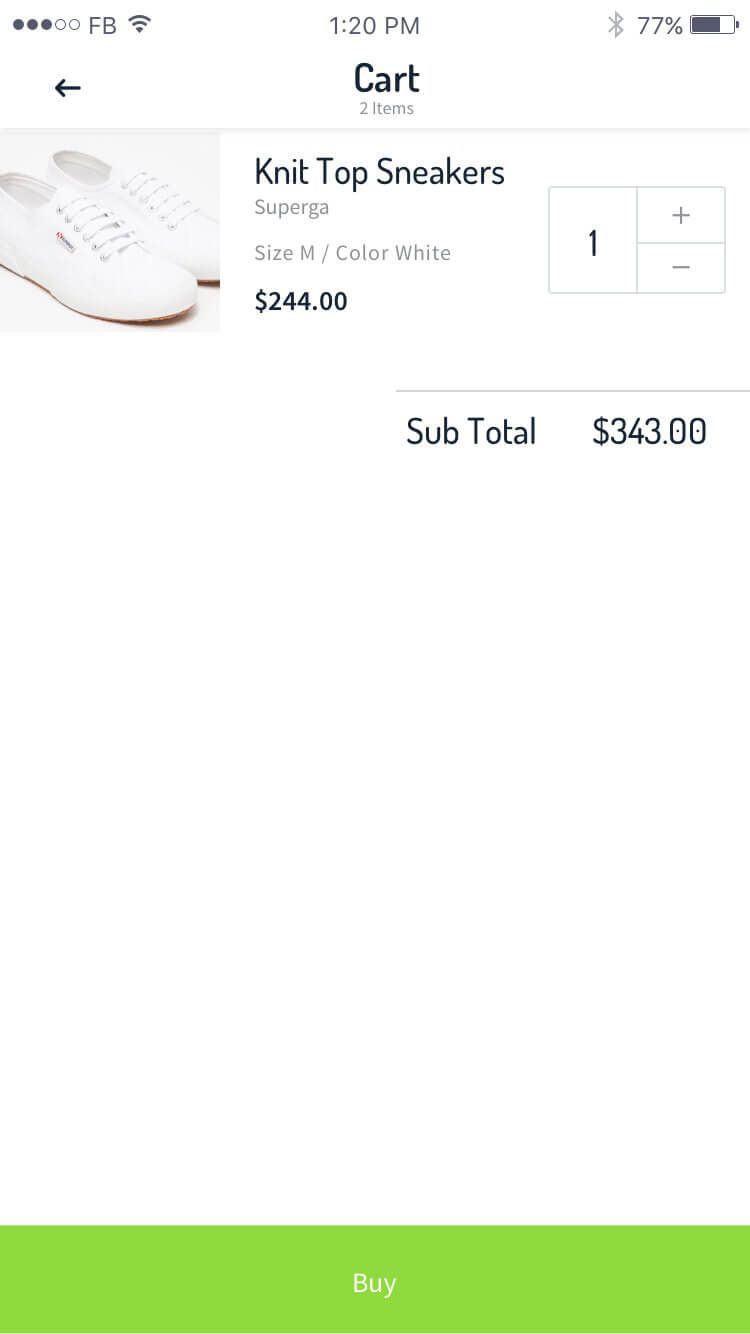 FB 1:20 PM 77%
Cart
2 Items
Knit Top Sneakers
Superga
Size M / Color White
$244.00
1
+
−
Sub Total $343.00
Buy